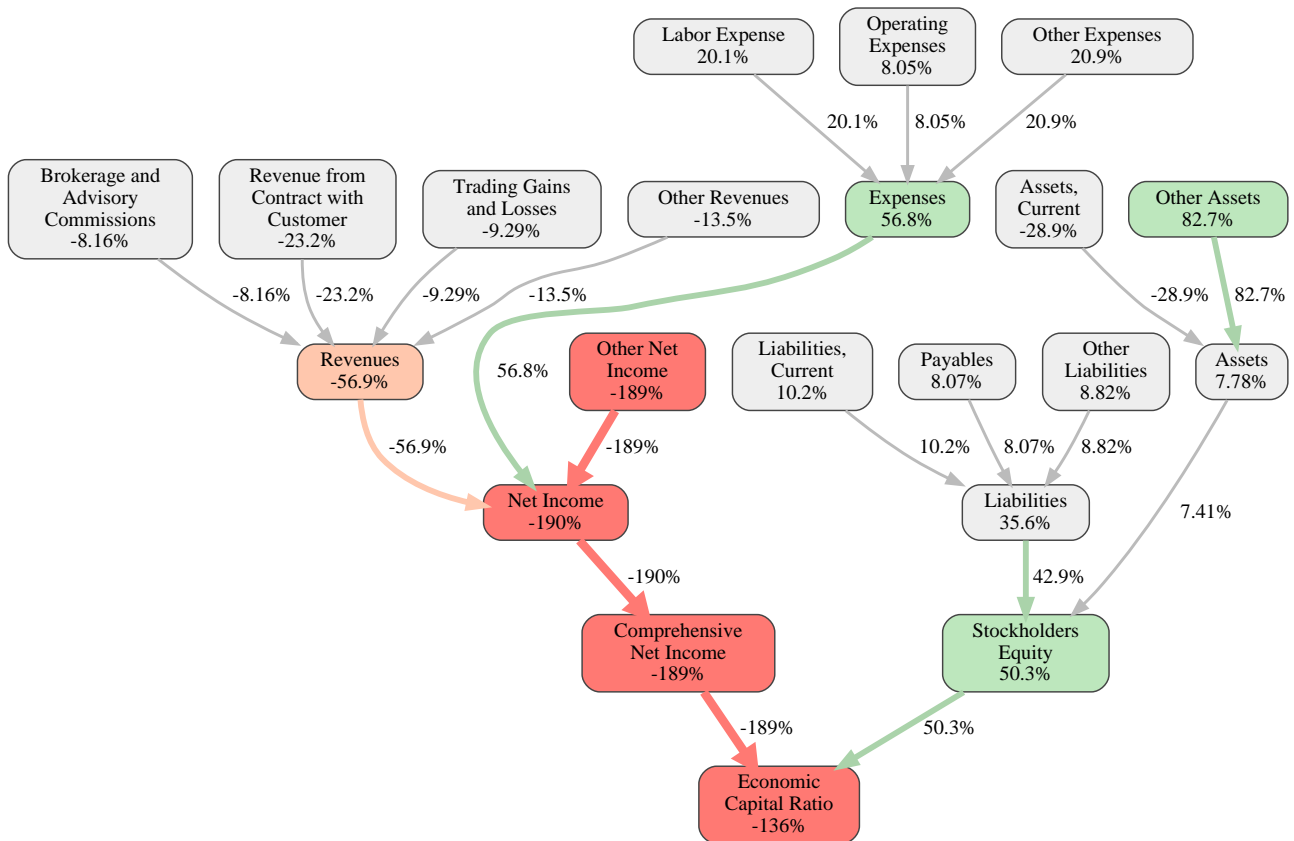 Labor Expense
20.1%
Operating
Expenses
8.05%
Other Expenses
20.9%
20.1%
8.05%
20.9%
Brokerage and
Advisory
Commissions
-8.16%
Revenue from
Contract with
Customer
-23.2%
Trading Gains
and Losses
-9.29%
Other Revenues
-13.5%
Expenses
56.8%
Assets,
Current
-28.9%
Other Assets
82.7%
-8.16%
-23.2%
-9.29%
-13.5%
-28.9%
82.7%
Revenues
-56.9%
56.8%
Other Net
Income
-189%
Liabilities,
Current
10.2%
Payables
8.07%
Other
Liabilities
8.82%
Assets
7.78%
-56.9%
-189%
10.2%
8.07%
8.82%
7.41%
Net Income
-190%
Liabilities
35.6%
-190%
42.9%
Comprehensive
Net Income
-189%
Stockholders
Equity
50.3%
-189%
50.3%
Economic
Capital Ratio
-136%